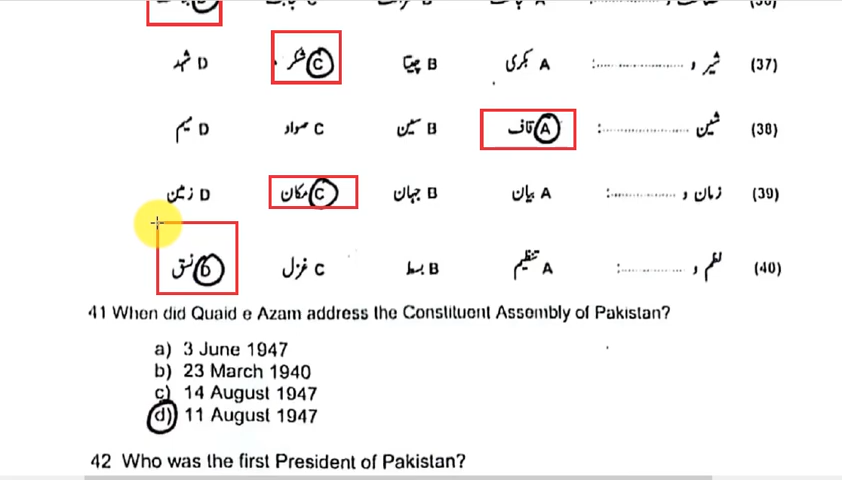 (37) شیر و ........................: A بکری B چیتا C شکر D شہد
(38) شین ........................: A قاف B سین C صواد D میم
(39) زمان و ........................: A بیان B جہان C مکان D زمین
(40) نظم و ........................: A تنظیم B بسط C غزل D نسق
41 When did Quaid e Azam address the Constituent Assembly of Pakistan?
a) 3 June 1947
b) 23 March 1940
c) 14 August 1947
d) 11 August 1947
42 Who was the first President of Pakistan?